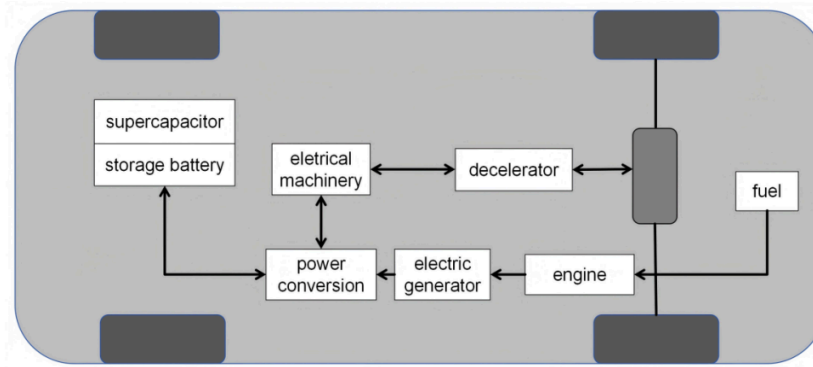 supercapacitor
storage battery
eletrical
machinery
decelerator
fuel
power
conversion
electric
generator
engine